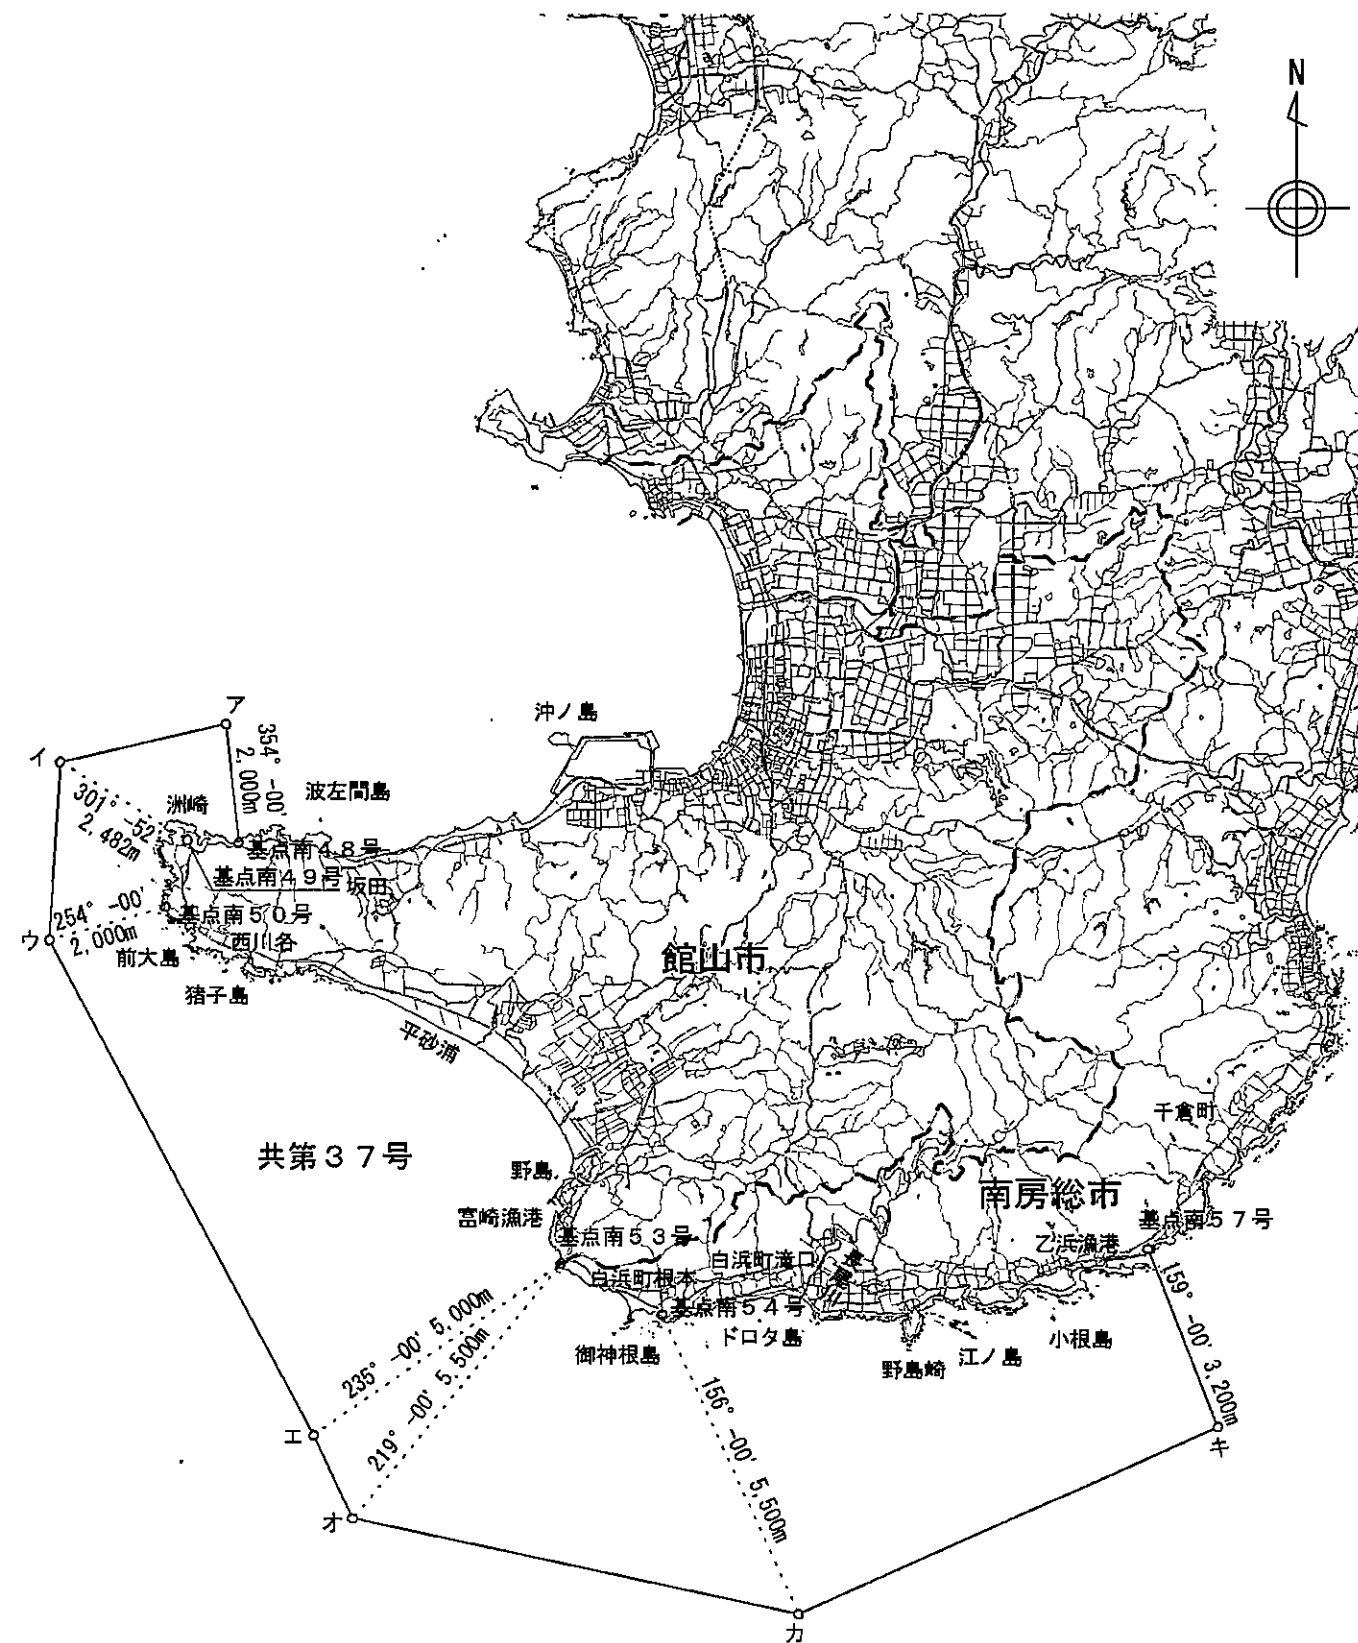 N
ア
沖ノ島
イ
354° -00′
2,000m
波左間島
洲崎
301° -52′
2,482m
基点南４８号
基点南４９号
坂田
基点南５０号
254° -00′
2,000m
ウ
西川名
前大島
猪子島
館山市
平砂浦
千倉町
共第３７号
野島
南房総市
富崎漁港
基点南５７号
基点南５３号
乙浜漁港
白浜町滝口
白浜町根本
基点南５４号
ドロタ島
小根島
御神根島
江ノ島
野島崎
159° -00′ 3,200m
235° -00′ 5,000m
219° -00′ 5,500m
156° -00′ 5,500m
エ
キ
オ
カ